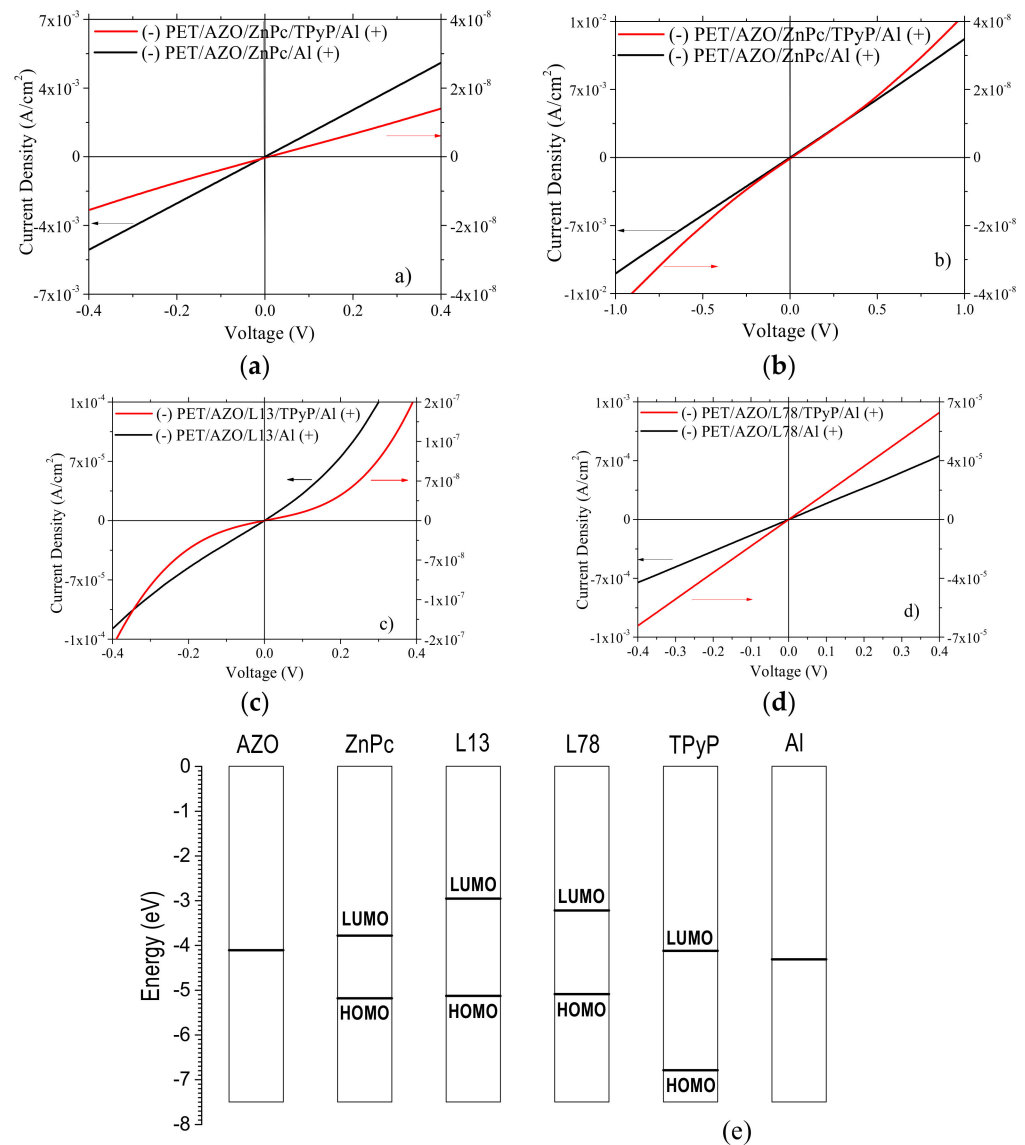 (-) PET/AZO/ZnPc/TPyP/Al (+)
(-) PET/AZO/ZnPc/Al (+)
Current Density (A/cm²)
7x10⁻³
4x10⁻³
0
-4x10⁻³
-7x10⁻³
4x10⁻⁸
2x10⁻⁸
0
-2x10⁻⁸
-4x10⁻⁸
-0.4 -0.2 0.0 0.2 0.4
Voltage (V)
a)
(a)
(-) PET/AZO/ZnPc/TPyP/Al (+)
(-) PET/AZO/ZnPc/Al (+)
Current Density (A/cm²)
1x10⁻²
7x10⁻³
0
-7x10⁻³
-1x10⁻²
4x10⁻⁸
2x10⁻⁸
0
-2x10⁻⁸
-4x10⁻⁸
-1.0 -0.5 0.0 0.5 1.0
Voltage (V)
b)
(b)
(-) PET/AZO/L13/TPyP/Al (+)
(-) PET/AZO/L13/Al (+)
Current Density (A/cm²)
1x10⁻⁴
7x10⁻⁵
0
-7x10⁻⁵
-1x10⁻⁴
2x10⁻⁷
1x10⁻⁷
7x10⁻⁸
0
-7x10⁻⁸
-1x10⁻⁷
-2x10⁻⁷
-0.4 -0.2 0.0 0.2 0.4
Voltage (V)
c)
(c)
(-) PET/AZO/L78/TPyP/Al (+)
(-) PET/AZO/L78/Al (+)
Current Density (A/cm²)
1x10⁻³
7x10⁻⁴
0
-7x10⁻⁴
-1x10⁻³
7x10⁻⁵
4x10⁻⁵
0
-4x10⁻⁵
-7x10⁻⁵
-0.4 -0.3 -0.2 -0.1 0.0 0.1 0.2 0.3 0.4
Voltage (V)
d)
(d)
AZO ZnPc L13 L78 TPyP Al
Energy (eV)
0
-1
-2
-3
-4
-5
-6
-7
-8
LUMO
HOMO
LUMO
HOMO
LUMO
HOMO
LUMO
HOMO
(e)